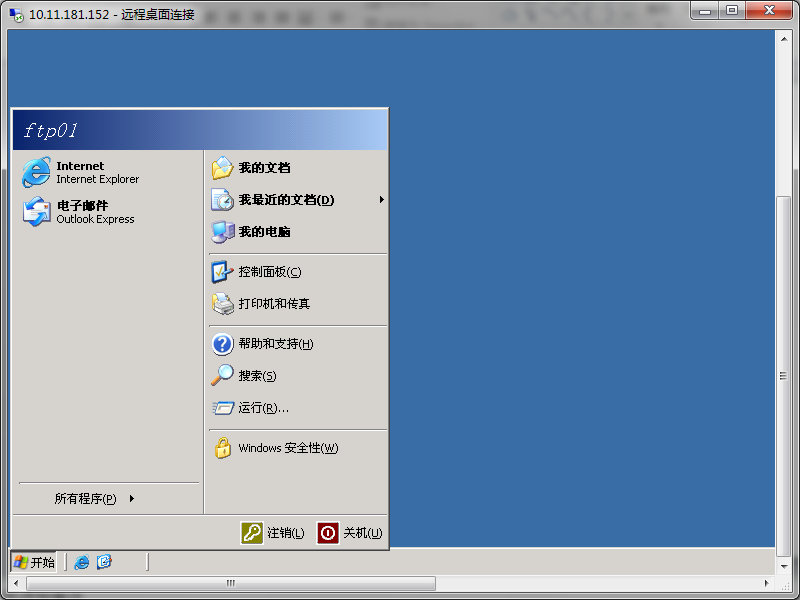 10.11.181.152 - 远程桌面连接
ftp01
Internet
Internet Explorer
电子邮件
Outlook Express
所有程序(P)
我的文档
我最近的文档(D)
我的电脑
控制面板(C)
打印机和传真
帮助和支持(H)
搜索(S)
运行(R)...
Windows 安全性(W)
注销(L)
关机(U)
开始